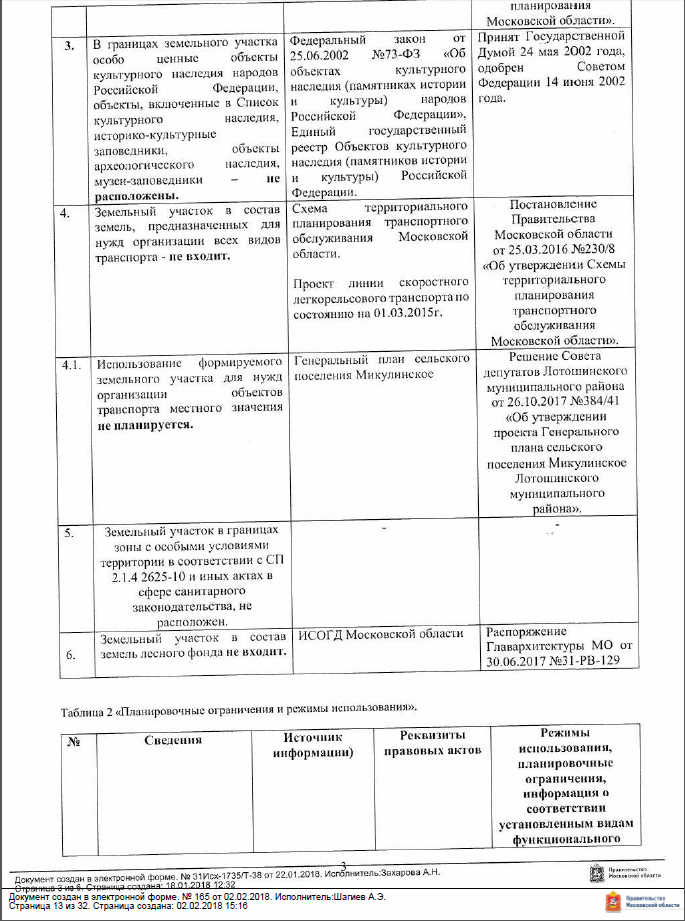 планирования
Московской области».
3.
В границах земельного участка
особо ценные объекты
культурного наследия народов
Российской Федерации,
объекты, включенные в Список
культурного наследия,
историко-культурные
заповедники, объекты
археологического наследия,
музеи-заповедники – не
расположены.
Федеральный закон от
25.06.2002 №73-ФЗ «Об
объектах культурного
наследия (памятниках истории
и культуры) народов
Российской Федерации»,
Единый государственный
реестр Объектов культурного
наследия (памятников истории
и культуры) Российской
Федерации.
Принят Государственной
Думой 24 мая 2002 года,
одобрен Советом
Федерации 14 июня 2002
года.
4.
Земельный участок в состав
земель, предназначенных для
нужд организации всех видов
транспорта - не входит.
Схема территориального
планирования транспортного
обслуживания Московской
области.
Проект линии скоростного
легкорельсового транспорта по
состоянию на 01.03.2015г.
Постановление
Правительства
Московской области
от 25.03.2016 №230/8
«Об утверждении Схемы
территориального
планирования
транспортного
обслуживания
Московской области».
4.1.
Использование формируемого
земельного участка для нужд
организации объектов
транспорта местного значения
не планируется.
Генеральный план сельского
поселения Микулинское
Решение Совета
депутатов Лотошинского
муниципального района
от 26.10.2017 №384/41
«Об утверждении
проекта Генерального
плана сельского
поселения Микулинское
Лотошинского
муниципального
района».
5.
Земельный участок в границах
зоны с особыми условиями
территории в соответствии с СП
2.1.4 2625-10 и иных актах в
сфере санитарного
законодательства, не
расположен.
-
-
6.
Земельный участок в состав
земель лесного фонда не входит.
ИСОГД Московской области
Распоряжение
Главархитектуры МО от
30.06.2017 №31-РВ-129
Таблица 2 «Планировочные ограничения и режимы использования».
№
Сведения
Источник
информации)
Реквизиты
правовых актов
Режимы
использования,
планировочные
ограничения,
информация о
соответствии
установленным видам
функционального
3
Документ создан в электронной форме. № 31Исх-1735/Т-38 от 22.01.2018. Исполнитель:Захарова А.Н.
Страница 3 из 6. Страница создана: 18.01.2018 12:32
Правительство
Московской области
Документ создан в электронной форме. № 165 от 02.02.2018. Исполнитель:Шагиев А.Э.
Страница 13 из 32. Страница создана: 02.02.2018 15:16
Правительство
Московской области